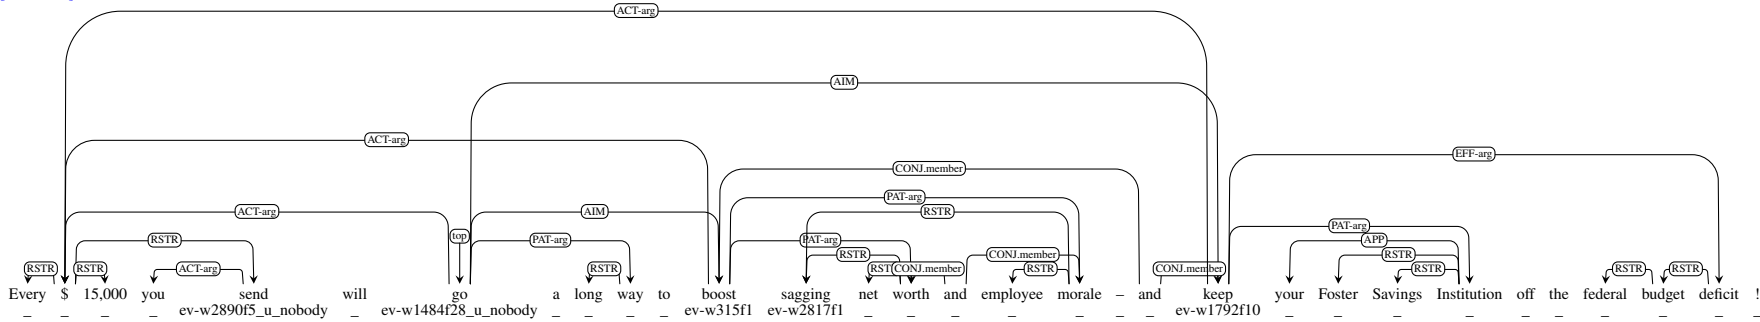 ACT-arg
AIM
ACT-arg
EFF-arg
CONJ.member
PAT-arg
ACT-arg AIM RSTR
PAT-arg
top
RSTR PAT-arg PAT-arg APP
RSTR CONJ.member RSTR
RSTR RSTR ACT-arg RSTR RST CONJ.member RSTR CONJ.member RSTR RSTR RSTR
Every $ 15,000 you send will go a long way to boost sagging net worth and employee morale – and keep your Foster Savings Institution off the federal budget deficit !
_ _ _ _ ev-w2890f5_u_nobody _ ev-w1484f28_u_nobody _ _ _ _ ev-w315f1 ev-w2817f1 _ _ _ _ _ _ _ ev-w1792f10 _ _ _ _ _ _ _ _ _ _